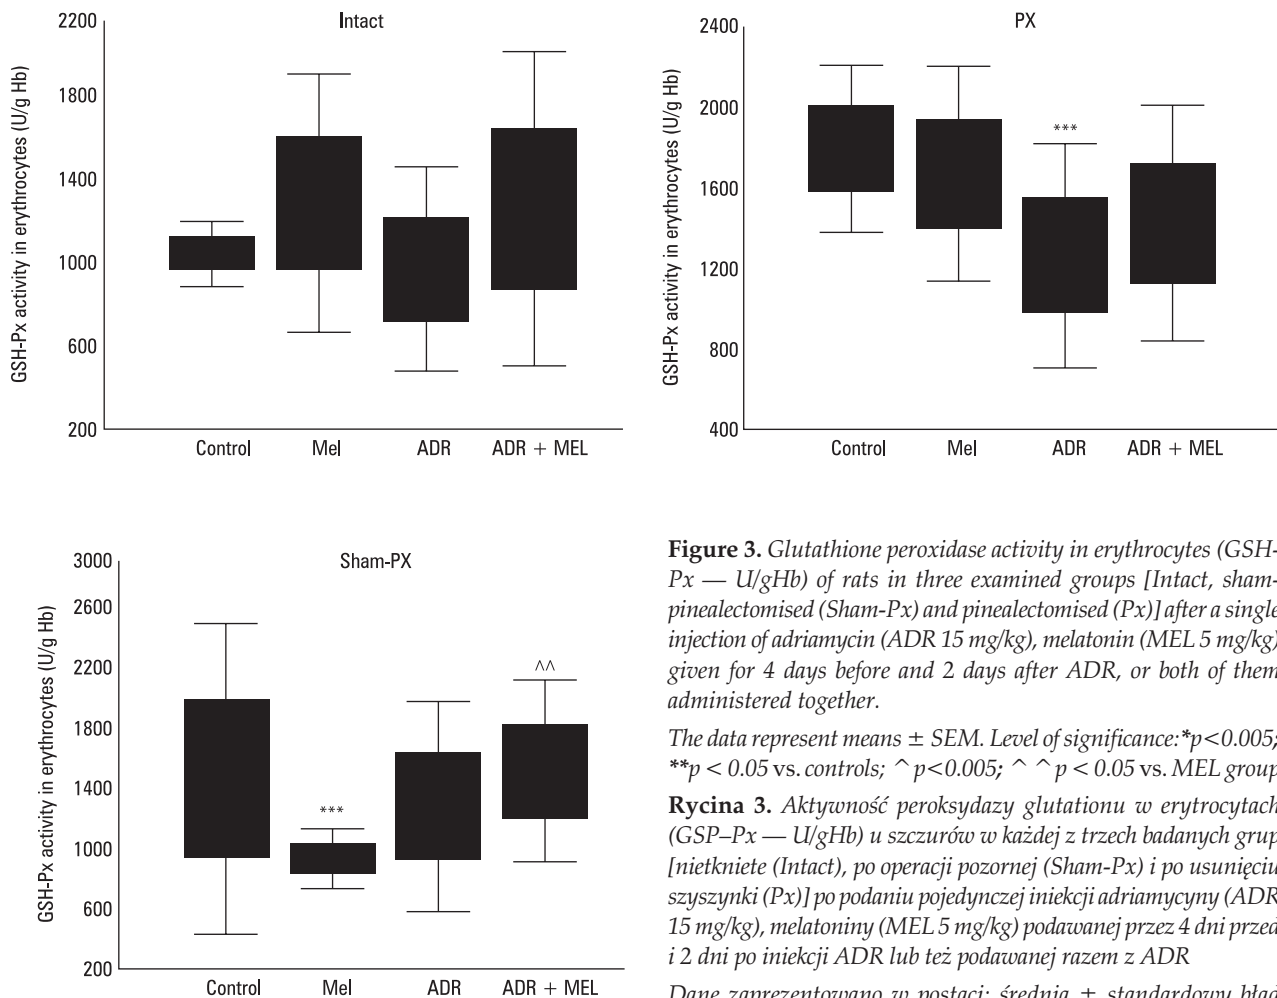 Intact
GSH-Px activity in erythrocytes (U/g Hb)
2200
1800
1400
1000
600
200
Control Mel ADR ADR + MEL
PX
GSH-Px activity in erythrocytes (U/g Hb)
2400
2000
1600
1200
800
400
***
Control Mel ADR ADR + MEL
Sham-PX
GSH-Px activity in erythrocytes (U/g Hb)
3000
2600
2200
1800
1400
1000
600
200
***
^^
Control Mel ADR ADR + MEL
Figure 3. Glutathione peroxidase activity in erythrocytes (GSH-
Px — U/gHb) of rats in three examined groups [Intact, sham-
pinealectomised (Sham-Px) and pinealectomised (Px)] after a single
injection of adriamycin (ADR 15 mg/kg), melatonin (MEL 5 mg/kg)
given for 4 days before and 2 days after ADR, or both of them
administered together.
The data represent means ± SEM. Level of significance:*p<0.005;
**p < 0.05 vs. controls; ^ p<0.005; ^ ^ p < 0.05 vs. MEL group
Rycina 3. Aktywność peroksydazy glutationu w erytrocytach
(GSP–Px — U/gHb) u szczurów w każdej z trzech badanych grup
[nietkniete (Intact), po operacji pozornej (Sham-Px) i po usunięciu
szyszynki (Px)] po podaniu pojedynczej iniekcji adriamycyny (ADR
15 mg/kg), melatoniny (MEL 5 mg/kg) podawanej przez 4 dni przed
i 2 dni po iniekcji ADR lub też podawanej razem z ADR
Dane zaprezentowano w postaci: średnia ± standardowy błąd